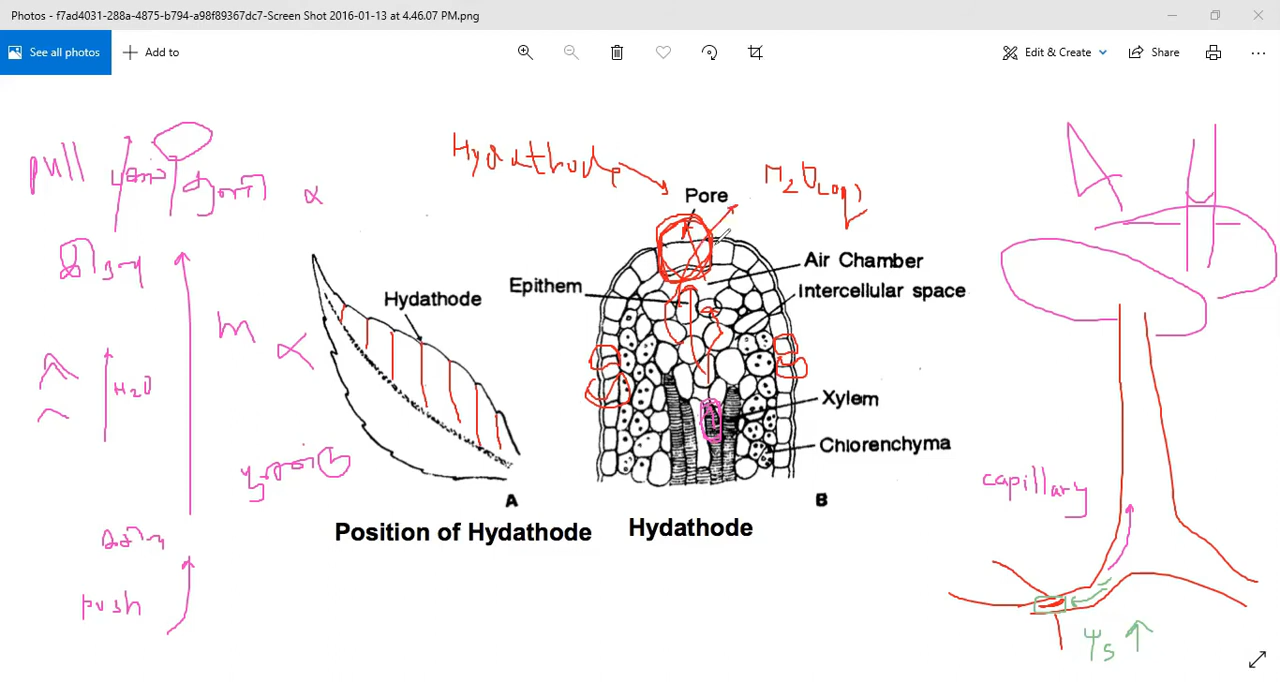 Photos - f7ad4031-288a-4875-b794-a98f89367dc7-Screen Shot 2016-01-13 at 4.46.07 PM.png
See all photos
Add to
Edit & Create
Share
pull
α
Hydathode
H2O
Pore
Air Chamber
Epithem
Intercellular space
Hydathode
m
∝
H2O
Xylem
Chlorenchyma
capillary
A
B
Position of Hydathode
Hydathode
push
Ψs ↑